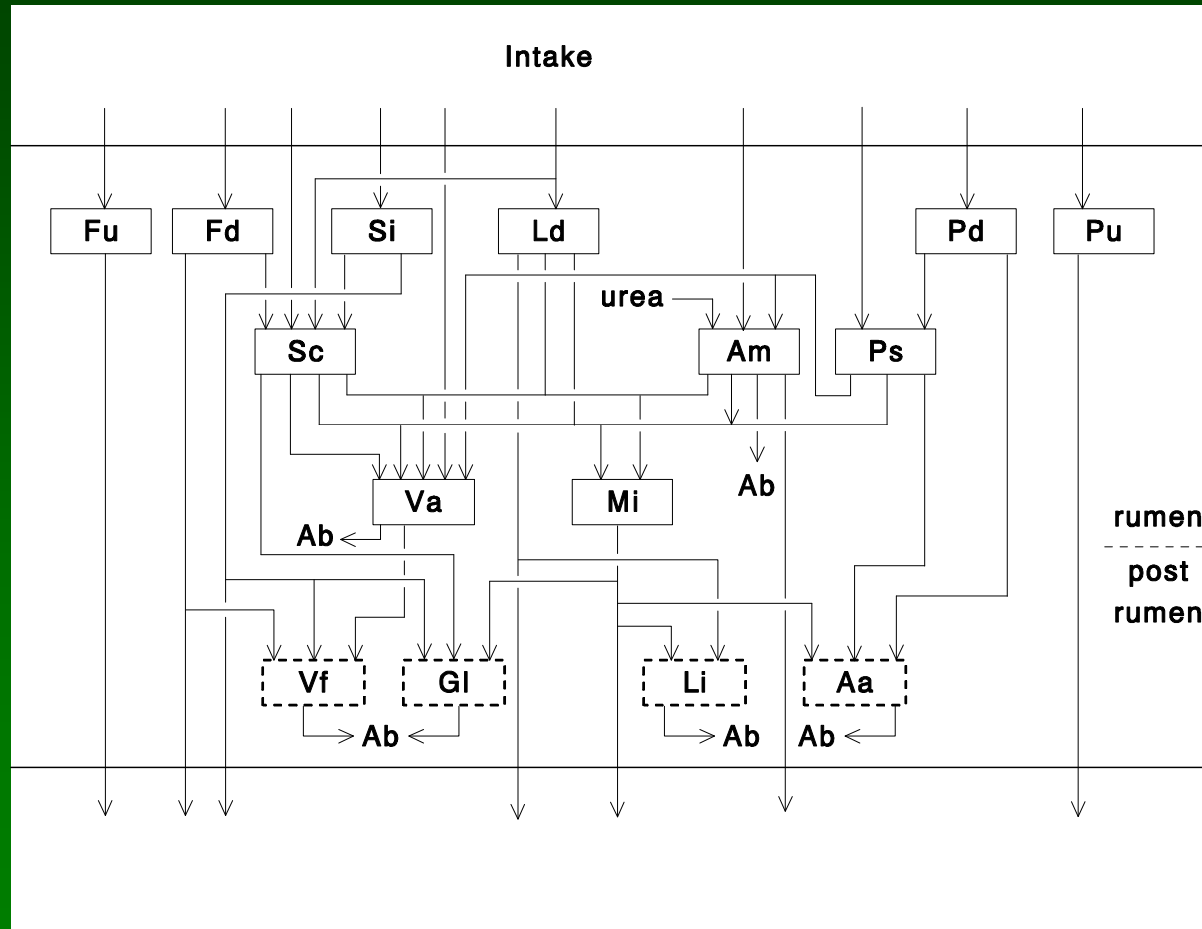 Intake
Fu Fd Si Ld Pd Pu
urea
Sc Am Ps
Ab
Va Mi
Ab
rumen
post
rumen
Vf Gl Li Aa
Ab Ab Ab